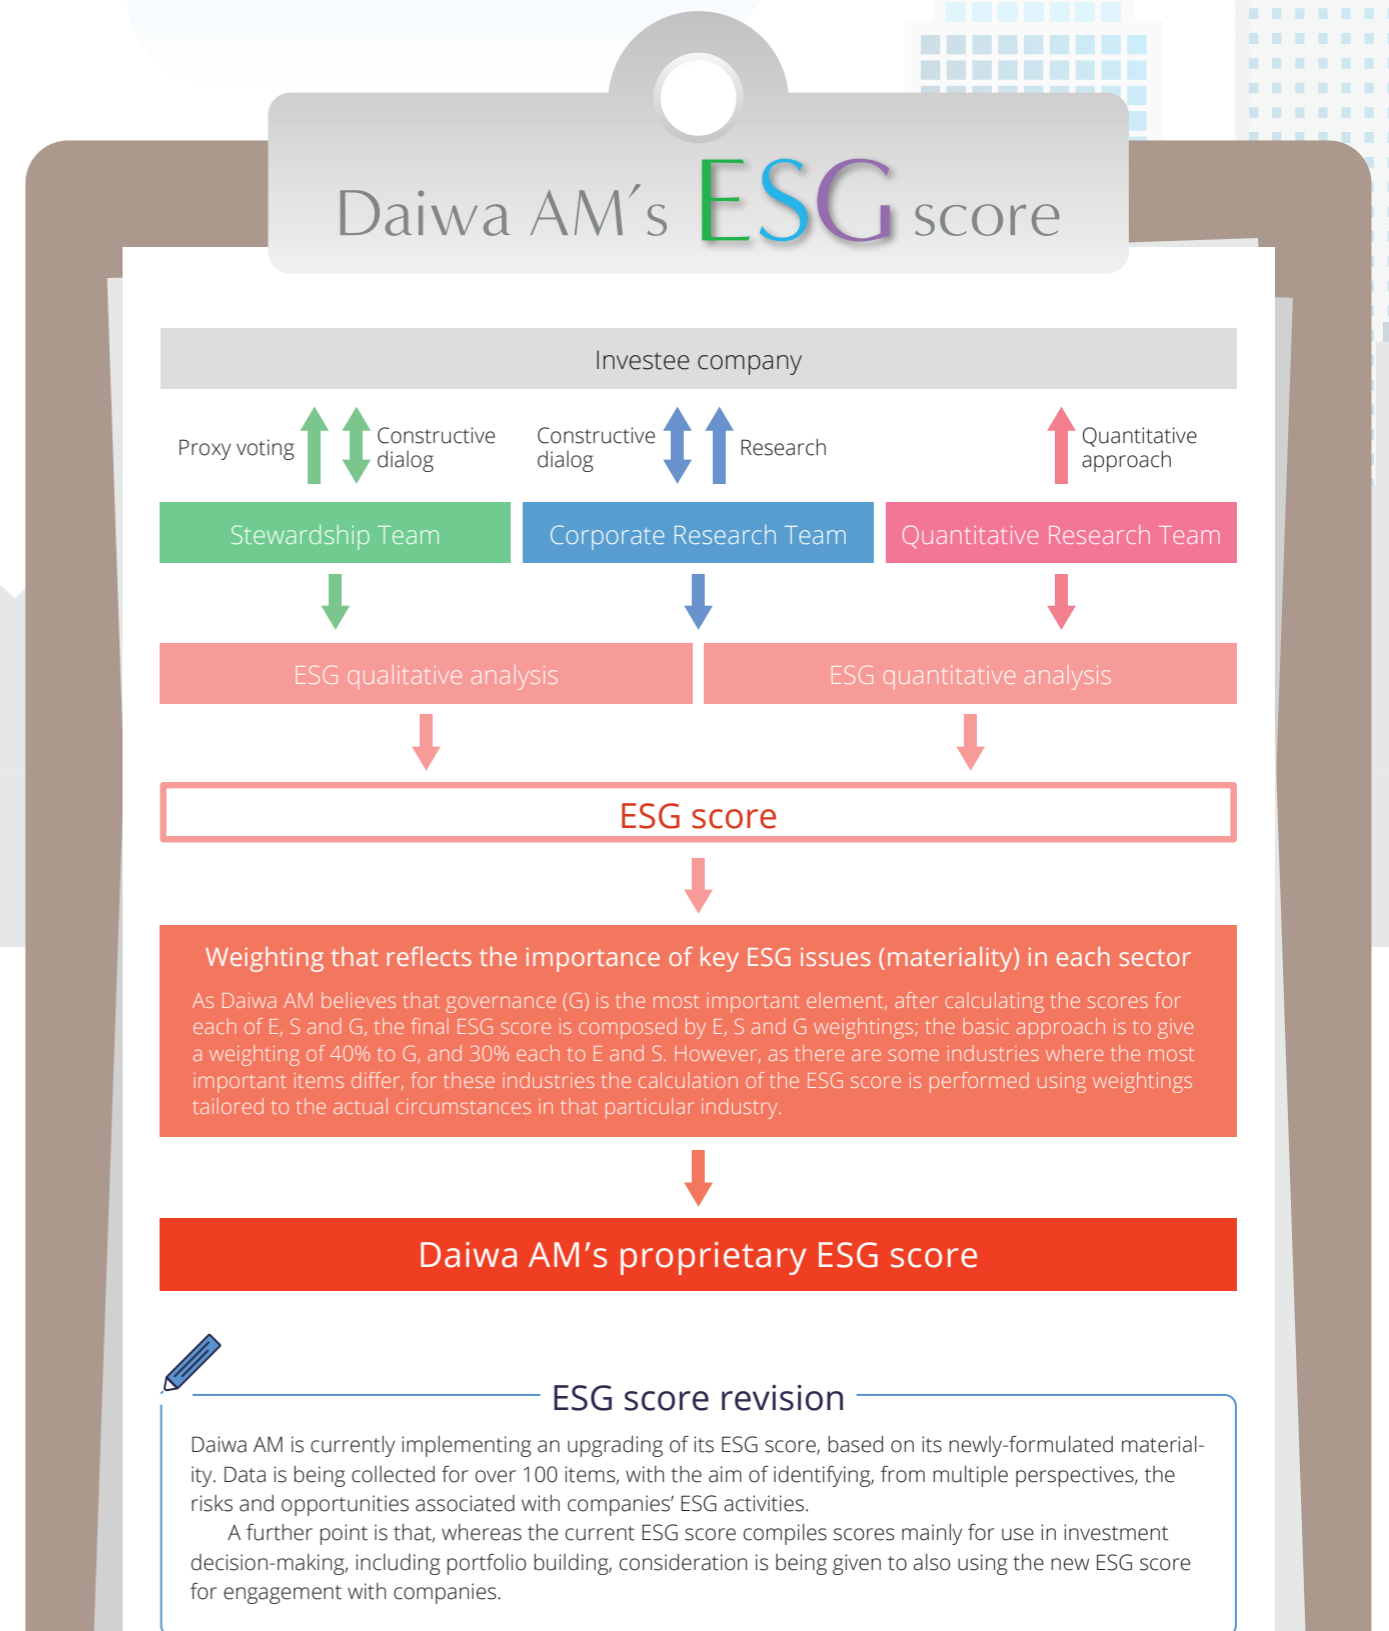 Daiwa AM´s ESG score
Investee company
Proxy voting
Constructive
dialog
Constructive
dialog
Research
Quantitative
approach
Stewardship Team
Corporate Research Team
Quantitative Research Team
ESG qualitative analysis
ESG quantitative analysis
ESG score
Weighting that reflects the importance of key ESG issues (materiality) in each sector
As Daiwa AM believes that governance (G) is the most important element, after calculating the scores for
each of E, S and G, the final ESG score is composed by E, S and G weightings; the basic approach is to give
a weighting of 40% to G, and 30% each to E and S. However, as there are some industries where the most
important items differ, for these industries the calculation of the ESG score is performed using weightings
tailored to the actual circumstances in that particular industry.
Daiwa AM’s proprietary ESG score
ESG score revision
Daiwa AM is currently implementing an upgrading of its ESG score, based on its newly-formulated material-
ity. Data is being collected for over 100 items, with the aim of identifying, from multiple perspectives, the
risks and opportunities associated with companies’ ESG activities.
A further point is that, whereas the current ESG score compiles scores mainly for use in investment
decision-making, including portfolio building, consideration is being given to also using the new ESG score
for engagement with companies.